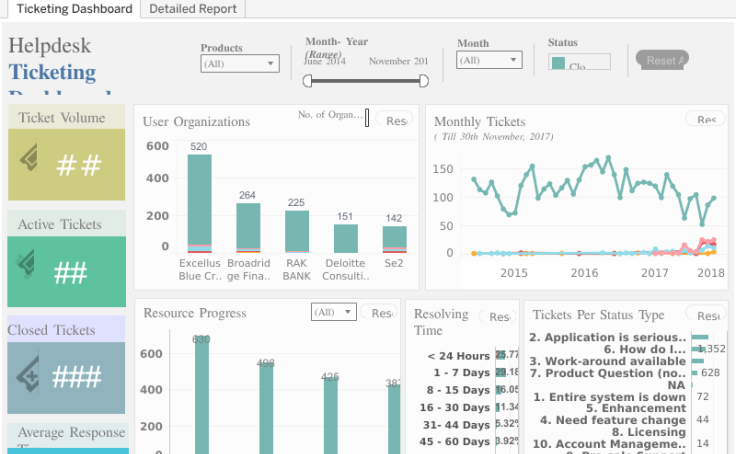 Ticketing Dashboard
Detailed Report
Helpdesk
Ticketing
Products
(All)
Month- Year
(Range)
June 2014
November 201
Month
(All)
Status
Clo
Reset A
Ticket Volume
##
Active Tickets
##
Closed Tickets
###
Average Response
User Organizations
No. of Organ...
Res
600
400
200
0
520
264
225
151
142
Excellus
Blue Cr..
Broadrid
ge Fina..
RAK
BANK
Deloitte
Consulti..
Se2
Monthly Tickets
( Till 30th November, 2017)
Res
150
100
50
0
2015
2016
2017
2018
Resource Progress
(All)
Res
600
400
200
630
498
425
387
Resolving
Time
Res
< 24 Hours
25.77
1 - 7 Days
29.18
8 - 15 Days
16.05
16 - 30 Days
11.34
31- 44 Days
5.32%
45 - 60 Days
3.92%
Tickets Per Status Type
Res
2. Application is serious..
6. How do I...
1,352
3. Work-around available
7. Product Question (no..
628
NA
1. Entire system is down
72
5. Enhancement
4. Need feature change
44
8. Licensing
10. Account Manageme..
14